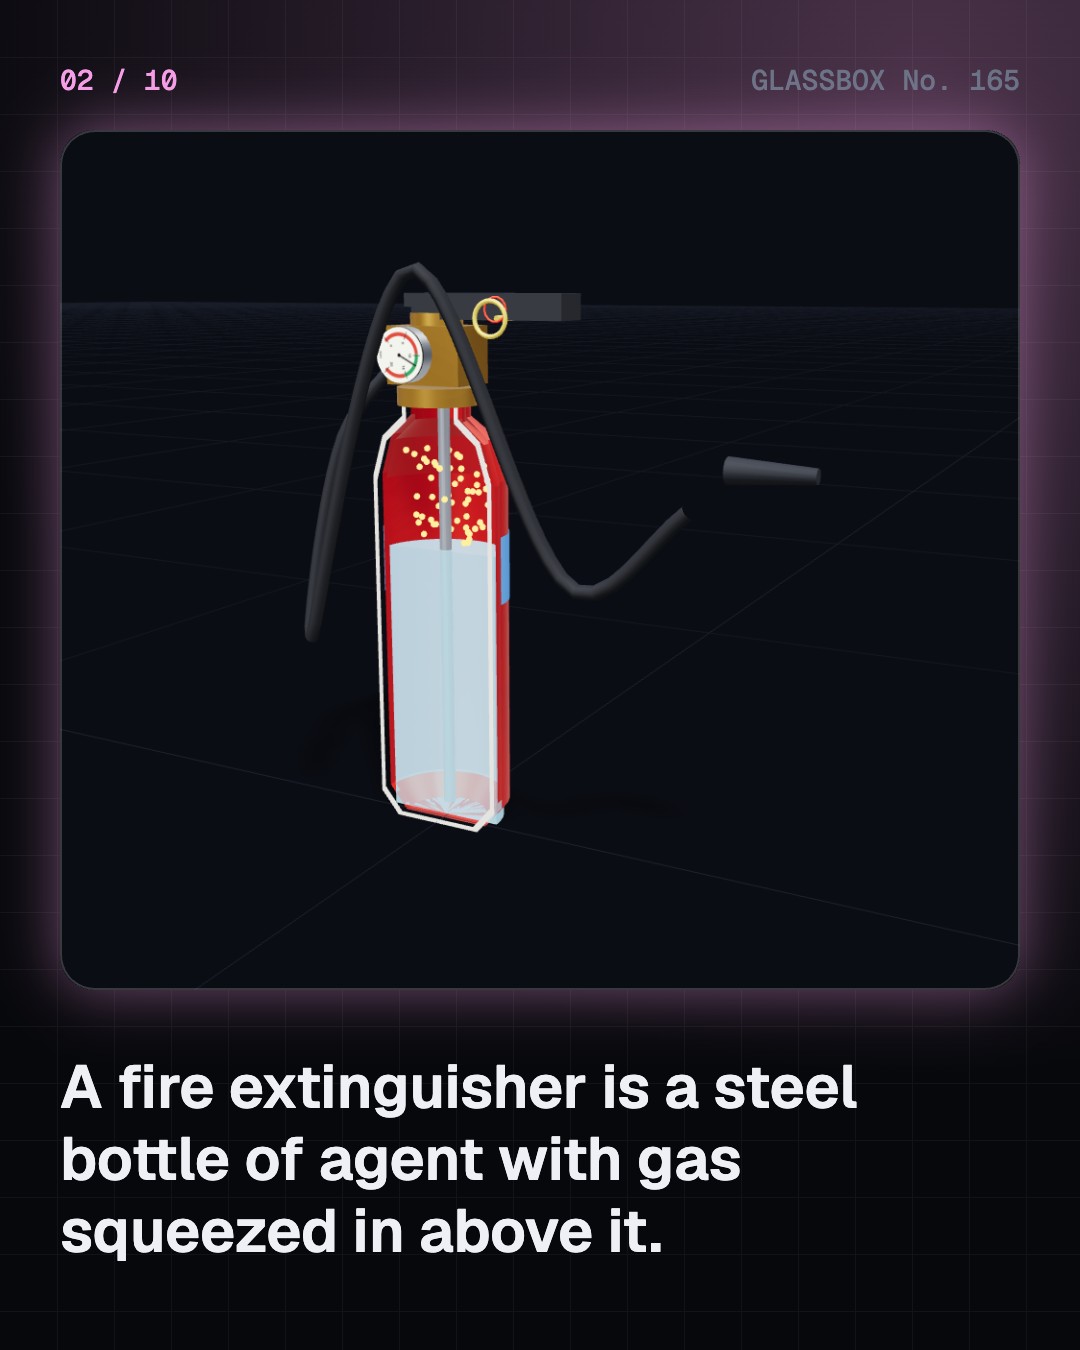 02 / 10
GLASSBOX No. 165
A fire extinguisher is a steel
bottle of agent with gas
squeezed in above it.